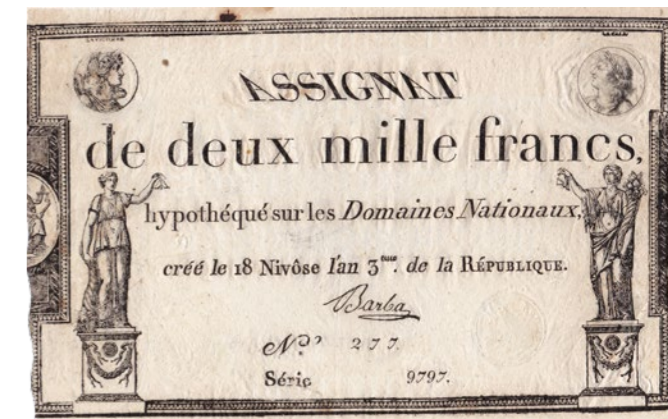 ASSIGNAT
de deux mille francs,
hypothéqué sur les Domaines Nationaux,
créé le 18 Nivôse l'an 3me. de la RÉPUBLIQUE.
Barba
No. 277.
Série 9797.